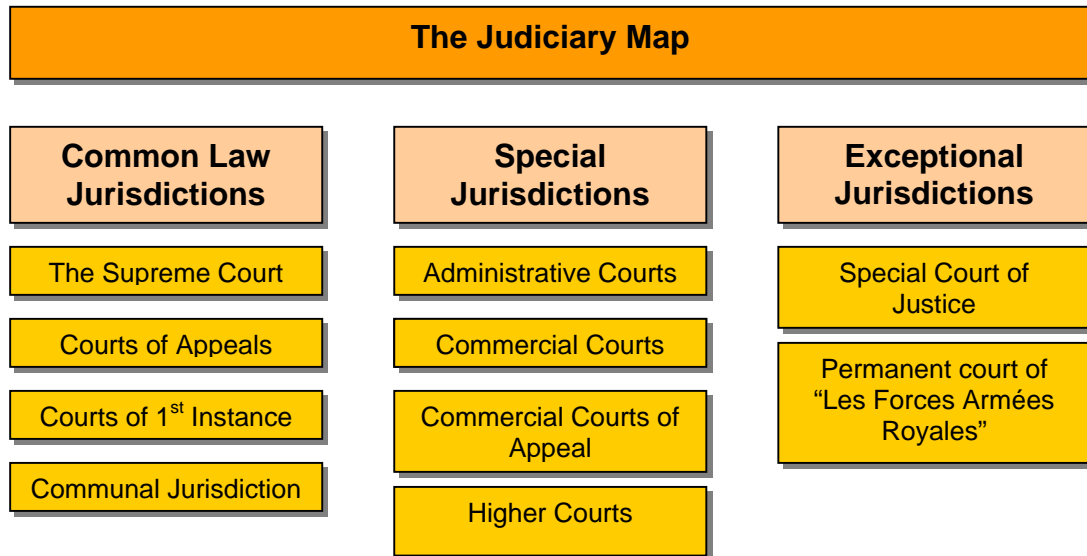 The Judiciary Map
Common Law
Jurisdictions
The Supreme Court
Courts of Appeals
Courts of 1st Instance
Communal Jurisdiction
Special
Jurisdictions
Administrative Courts
Commercial Courts
Commercial Courts of
Appeal
Higher Courts
Exceptional
Jurisdictions
Special Court of
Justice
Permanent court of
“Les Forces Armées
Royales”